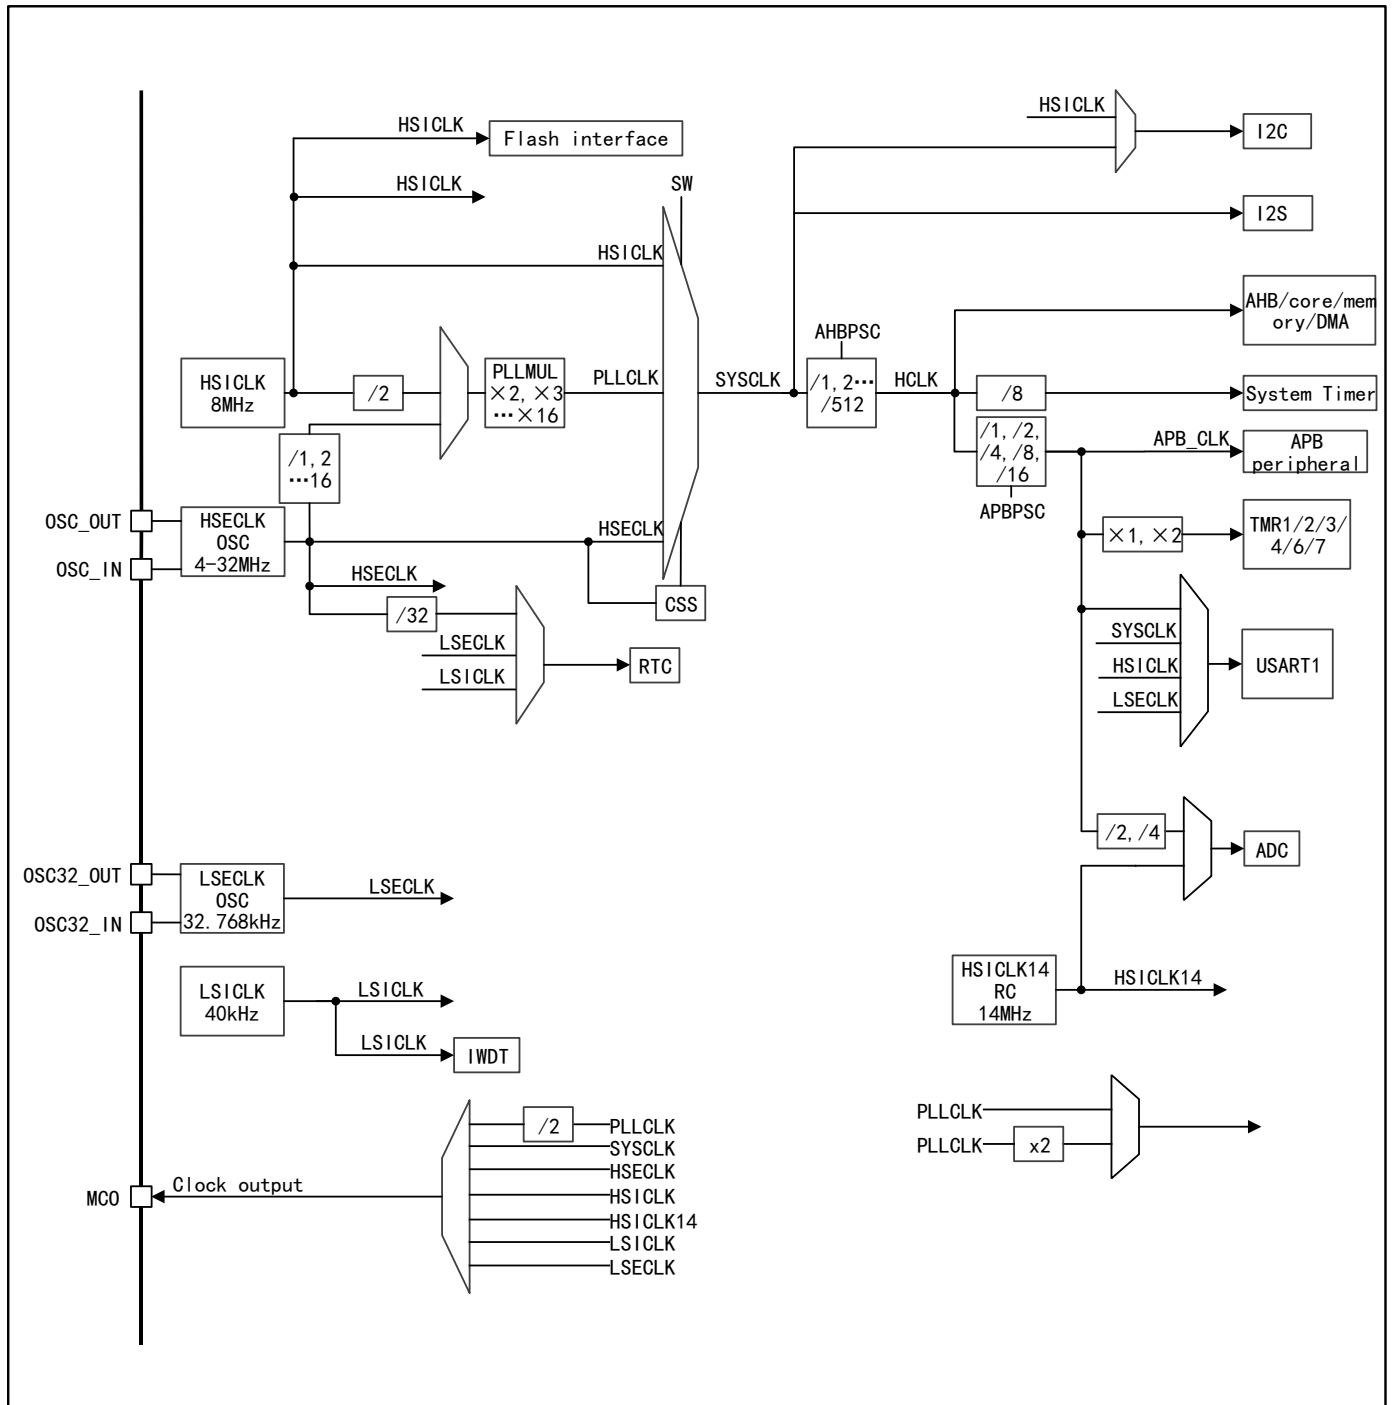 HSICLK
Flash interface
HSICLK
HSICLK
HSICLK
8MHz
/2
PLLMUL
×2, ×3
…×16
PLLCLK
SW
/1, 2
…16
OSC_OUT
OSC_IN
HSECLK
OSC
4-32MHz
HSECLK
CSS
HSECLK
/32
LSECLK
LSICLK
RTC
SYSCLK
AHBPSC
/1, 2…
/512
HCLK
HSICLK
I2C
I2S
AHB/core/mem
ory/DMA
/8
System Timer
/1, /2,
/4, /8,
/16
APBPSC
APB_CLK
APB
peripheral
×1, ×2
TMR1/2/3/
4/6/7
SYSCLK
HSICLK
LSECLK
USART1
/2, /4
ADC
HSICLK14
RC
14MHz
HSICLK14
OSC32_OUT
OSC32_IN
LSECLK
OSC
32.768kHz
LSECLK
LSICLK
40kHz
LSICLK
LSICLK
IWDT
MCO
Clock output
/2
PLLCLK
SYSCLK
HSECLK
HSICLK
HSICLK14
LSICLK
LSECLK
PLLCLK
PLLCLK
x2